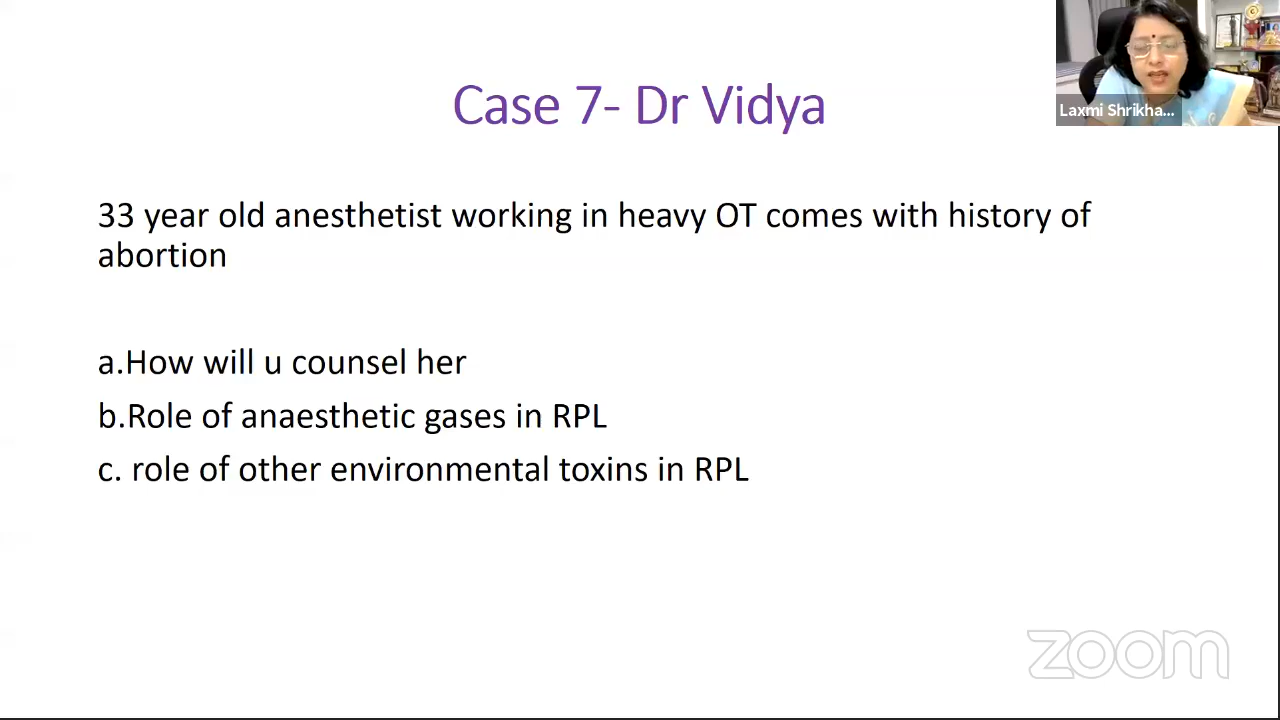 Laxmi Shrikha...
Case 7- Dr Vidya
33 year old anesthetist working in heavy OT comes with history of
abortion
a.How will u counsel her
b.Role of anaesthetic gases in RPL
c. role of other environmental toxins in RPL
zoom